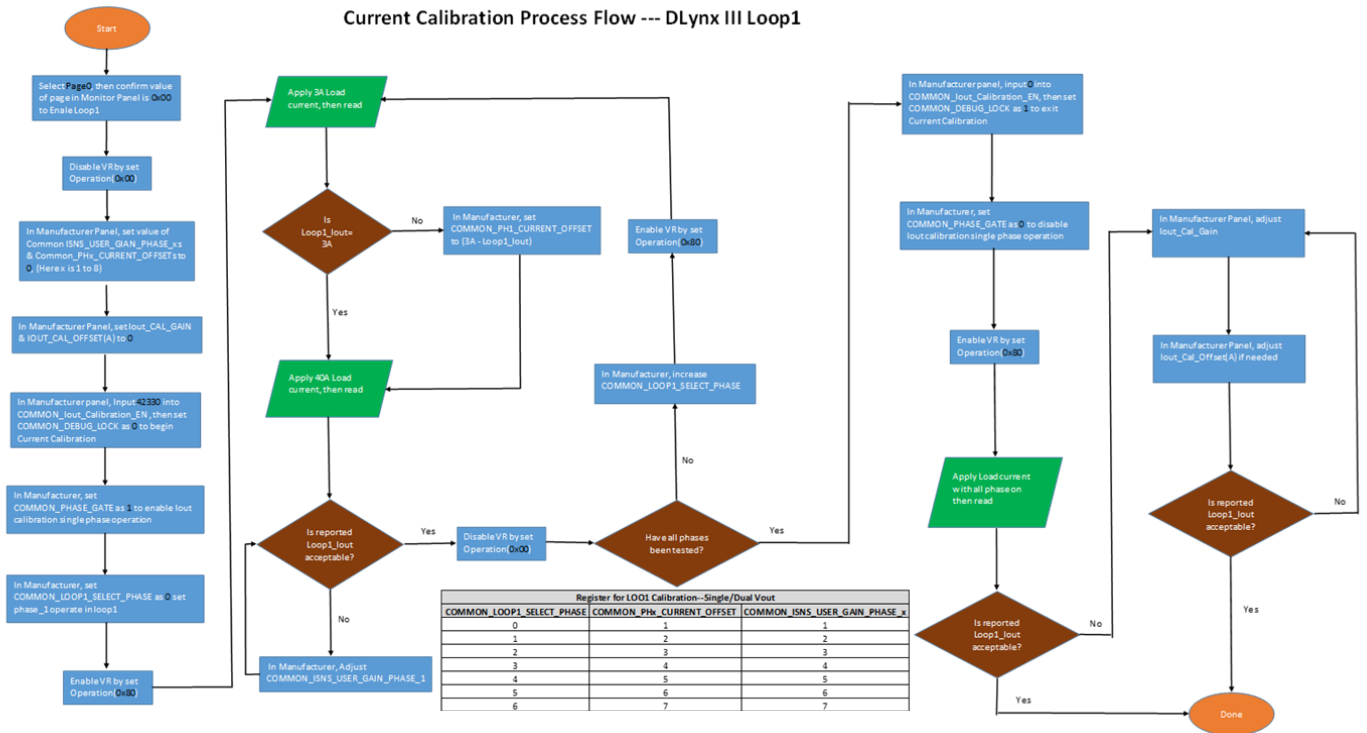 Current Calibration Process Flow --- DLynx III Loop1
Start
Select Page0, then confirm value
of page in Monitor Panel is 0x00
to Enale Loop1
Disable VR by set
Operation(0x00)
In Manufacturer Panel, set value of
Common ISNS_USER_GIAN_PHASE_xs
& Common_PHx_CURRENT_OFFSETs to
0. (Here x is 1 to 8)
In Manufacturer Panel, set Iout_CAL_GAIN
& IOUT_CAL_OFFSET(A) to 0
In Manufacturer panel, Input 42330 into
COMMON_Iout_Calibration_EN, then set
COMMON_DEBUG_LOCK as 0 to begin
Current Calibration
In Manufacturer, set
COMMON_PHASE_GATE as 1 to enable Iout
calibration single phase operation
In Manufacturer, set
COMMON_LOOP1_SELECT_PHASE as 0 set
phase_1 operate in loop1
Enable VR by set
Operation(0x80)
Apply 3A Load
current, then read
Is
Loop1_Iout=
3A
No
In Manufacturer, set
COMMON_PH1_CURRENT_OFFSET
to (3A - Loop1_Iout)
Yes
Apply 40A Load
current, then read
Is reported
Loop1_Iout
acceptable?
Yes
No
In Manufacturer, Adjust
COMMON_ISNS_USER_GAIN_PHASE_1
Disable VR by set
Operation(0x00)
Have all phases
been tested?
No
In Manufacturer, increase
COMMON_LOOP1_SELECT_PHASE
Enable VR by set
Operation(0x80)
Yes
Register for LOO1 Calibration--Single/Dual Vout
COMMON_LOOP1_SELECT_PHASE COMMON_PHx_CURRENT_OFFSET COMMON_ISNS_USER_GAIN_PHASE_x
0 1 1
1 2 2
2 3 3
3 4 4
4 5 5
5 6 6
6 7 7
In Manufacturer panel, input 0 into
COMMON_Iout_Calibration_EN, then set
COMMON_DEBUG_LOCK as 1 to exit
Current Calibration
In Manufacturer, set
COMMON_PHASE_GATE as 0 to disable
Iout calibration single phase operation
Enable VR by set
Operation(0x80)
Apply Load current
with all phase on
then read
Is reported
Loop1_Iout
acceptable?
No
Yes
In Manufacturer Panel, adjust
Iout_Cal_Gain
In Manufacturer Panel, adjust
Iout_Cal_Offset(A) if needed
Is reported
Loop1_Iout
acceptable?
No
Yes
Done